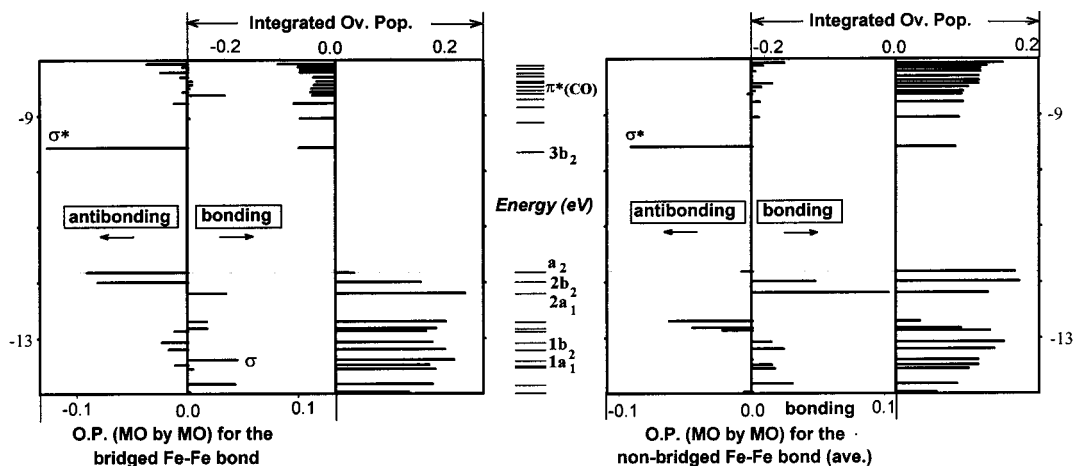 Integrated Ov. Pop.
-0.2 0.0 0.2
-9
σ*
antibonding
bonding
-13
σ
-0.1 0.0 0.1
O.P. (MO by MO) for the
bridged Fe-Fe bond
π*(CO)
3b2
Energy (eV)
a2
2b2
2a1
1b2
1a1
Integrated Ov. Pop.
-0.2 0.0 0.2
-9
σ*
antibonding
bonding
-13
-0.1 0.0 bonding 0.1
O.P. (MO by MO) for the
non-bridged Fe-Fe bond (ave.)